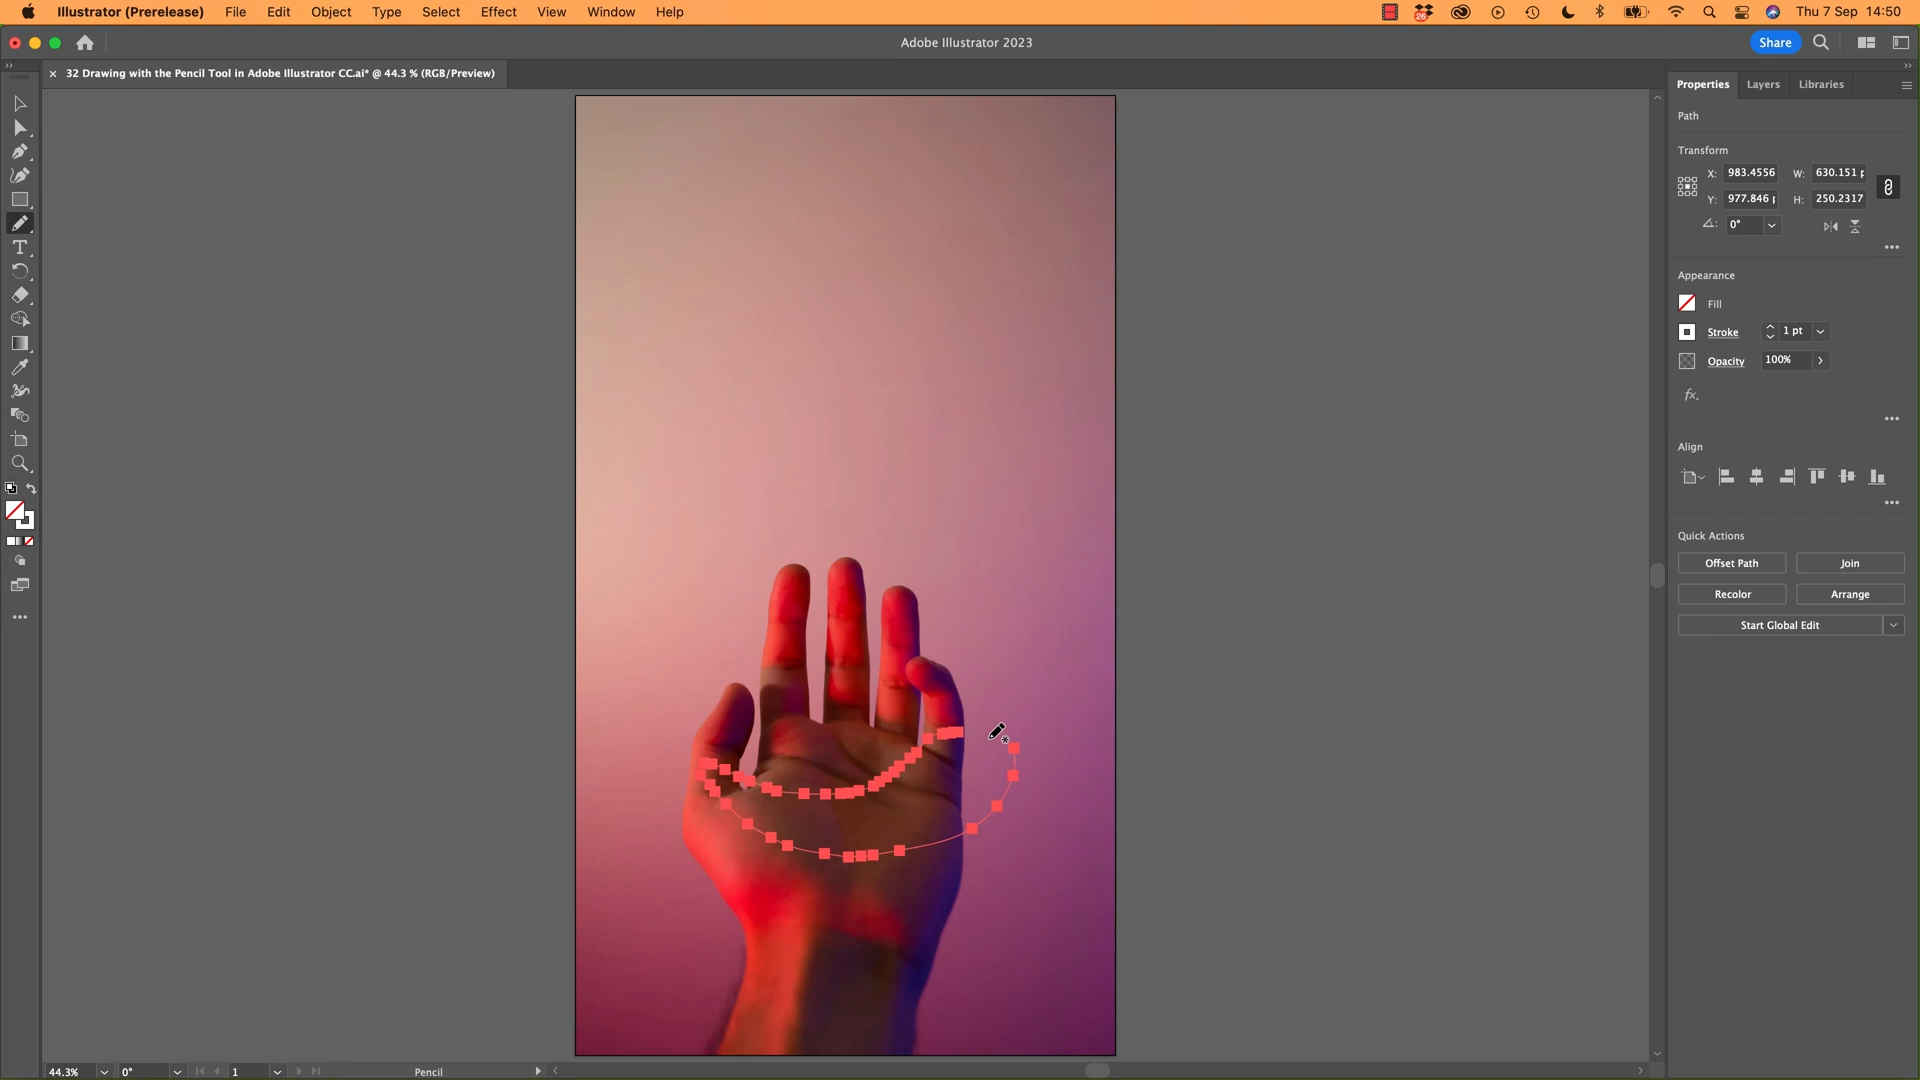 Illustrator (Prerelease) File Edit Object Type Select Effect View Window Help
26
Thu 7 Sep 14:50
Adobe Illustrator 2023
Share
× 32 Drawing with the Pencil Tool in Adobe Illustrator CC.ai* @ 44.3 % (RGB/Preview)
Properties Layers Libraries
Path
Transform
X: 983.4556 W: 630.151 p
Y: 977.846 p H: 250.2317
0°
Appearance
Fill
Stroke 1 pt
Opacity 100%
fx.
Align
Quick Actions
Offset Path Join
Recolor Arrange
Start Global Edit
44.3% 0° 1 Pencil